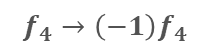 f₄ → (−1)f₄